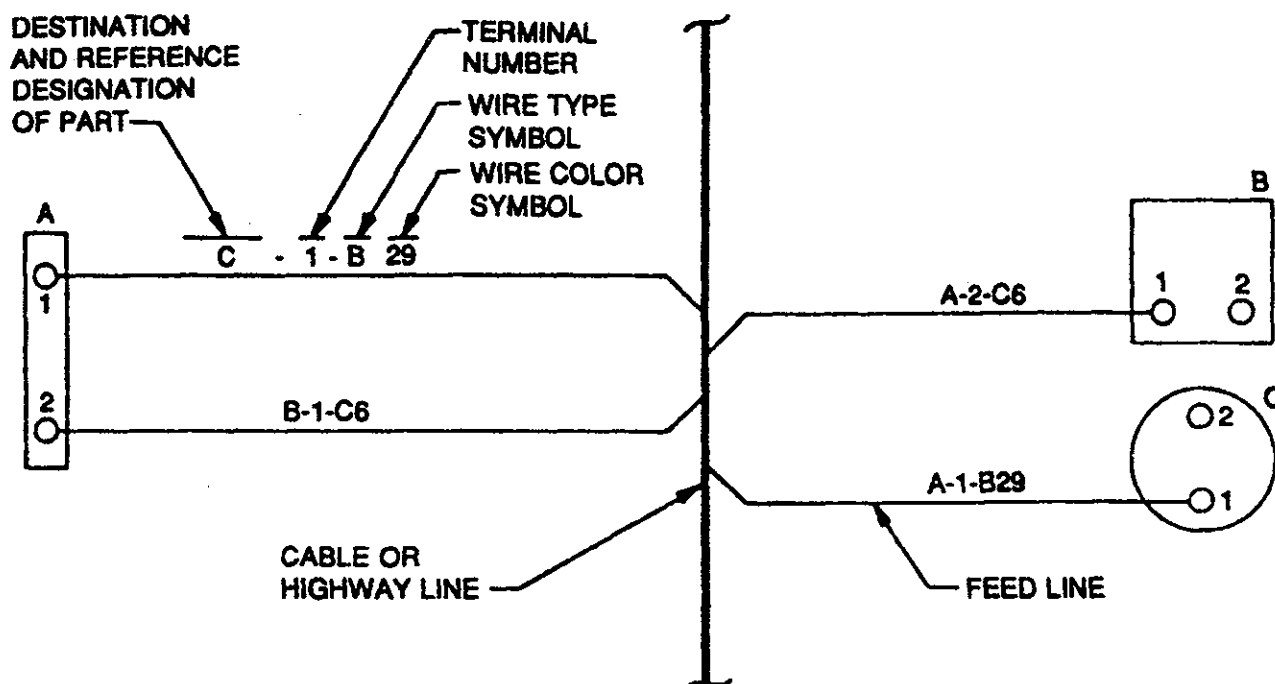 DESTINATION
AND REFERENCE
DESIGNATION
OF PART
TERMINAL
NUMBER
WIRE TYPE
SYMBOL
WIRE COLOR
SYMBOL
A
C - 1 - B 29
1
2
B-1-C6
B
A-2-C6
1 2
2
A-1-B29
1
CABLE OR
HIGHWAY LINE
FEED LINE